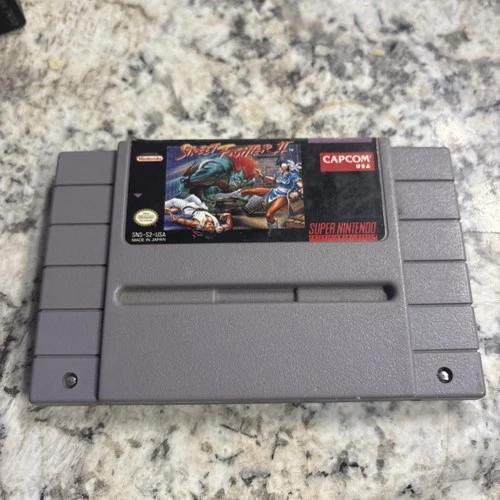 STREET FIGHTER II
Nintendo
CAPCOM
USA
SNS-S2-USA
MADE IN JAPAN
SUPER NINTENDO